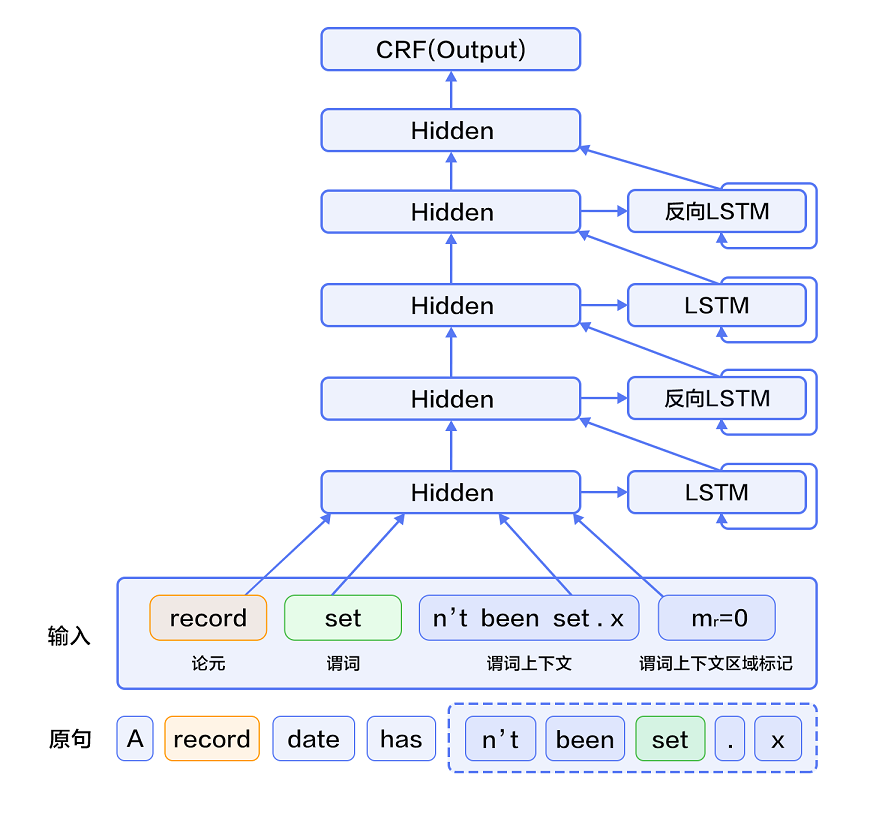 CRF(Output)
Hidden
Hidden
反向LSTM
Hidden
LSTM
Hidden
反向LSTM
Hidden
LSTM
输入
record
set
n't been set.x
mᵣ=0
论元
谓词
谓词上下文
谓词上下文区域标记
原句
A
record
date
has
n't
been
set
.
x